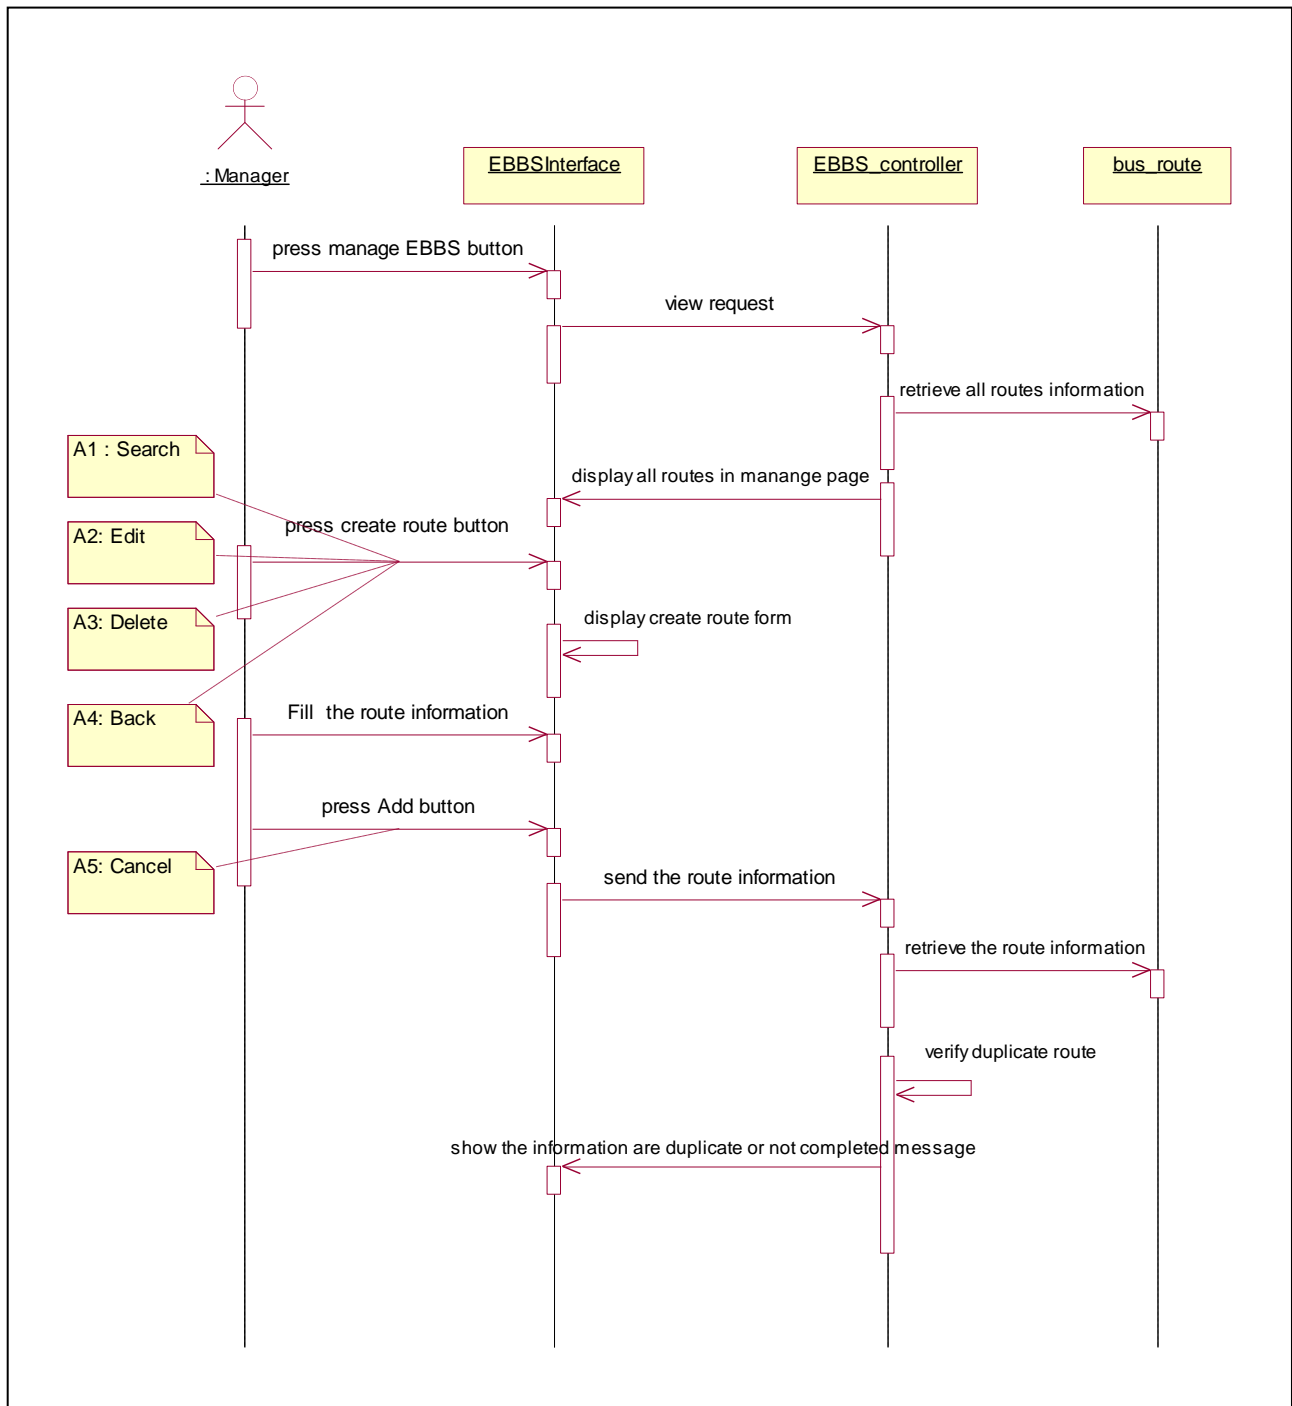 : Manager
EBBSInterface
EBBS_controller
bus_route
press manage EBBS button
view request
retrieve all routes information
A1 : Search
display all routes in manange page
press create route button
A2: Edit
A3: Delete
display create route form
A4: Back
Fill the route information
press Add button
A5: Cancel
send the route information
retrieve the route information
verify duplicate route
show the information are duplicate or not completed message